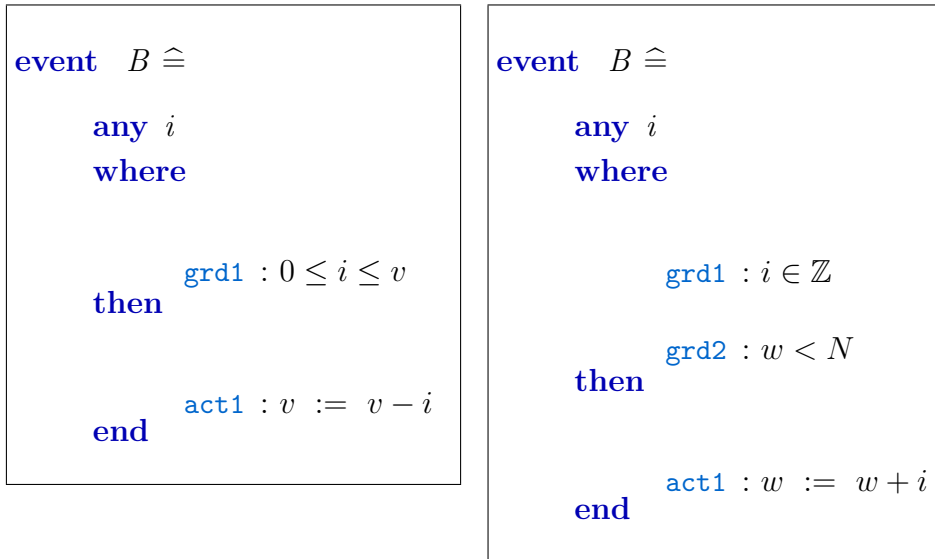 event B ≙
any i
where
grd1 : 0 ≤ i ≤ v
then
act1 : v := v − i
end
event B ≙
any i
where
grd1 : i ∈ ℤ
grd2 : w < N
then
act1 : w := w + i
end